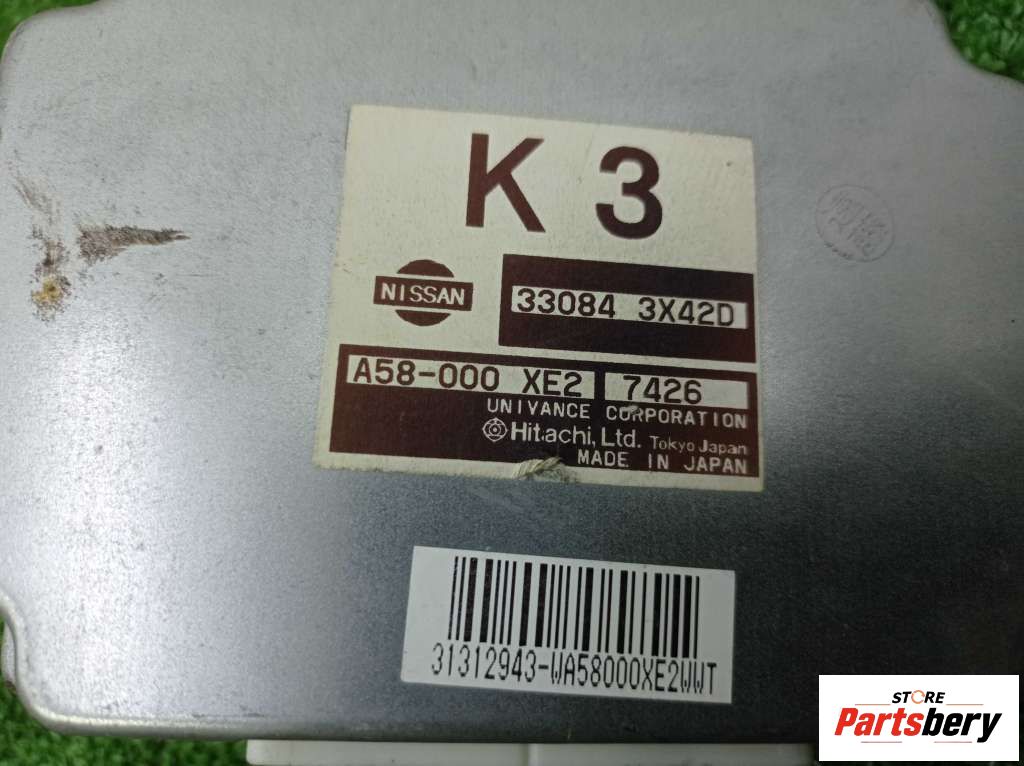 K 3
NISSAN
33084 3X42D
A58-000 XE2 7426
UNIVANCE CORPORATION
Hitachi, Ltd. Tokyo Japan
MADE IN JAPAN
31312943-WA58000XE2WWT
STORE
Partsbery